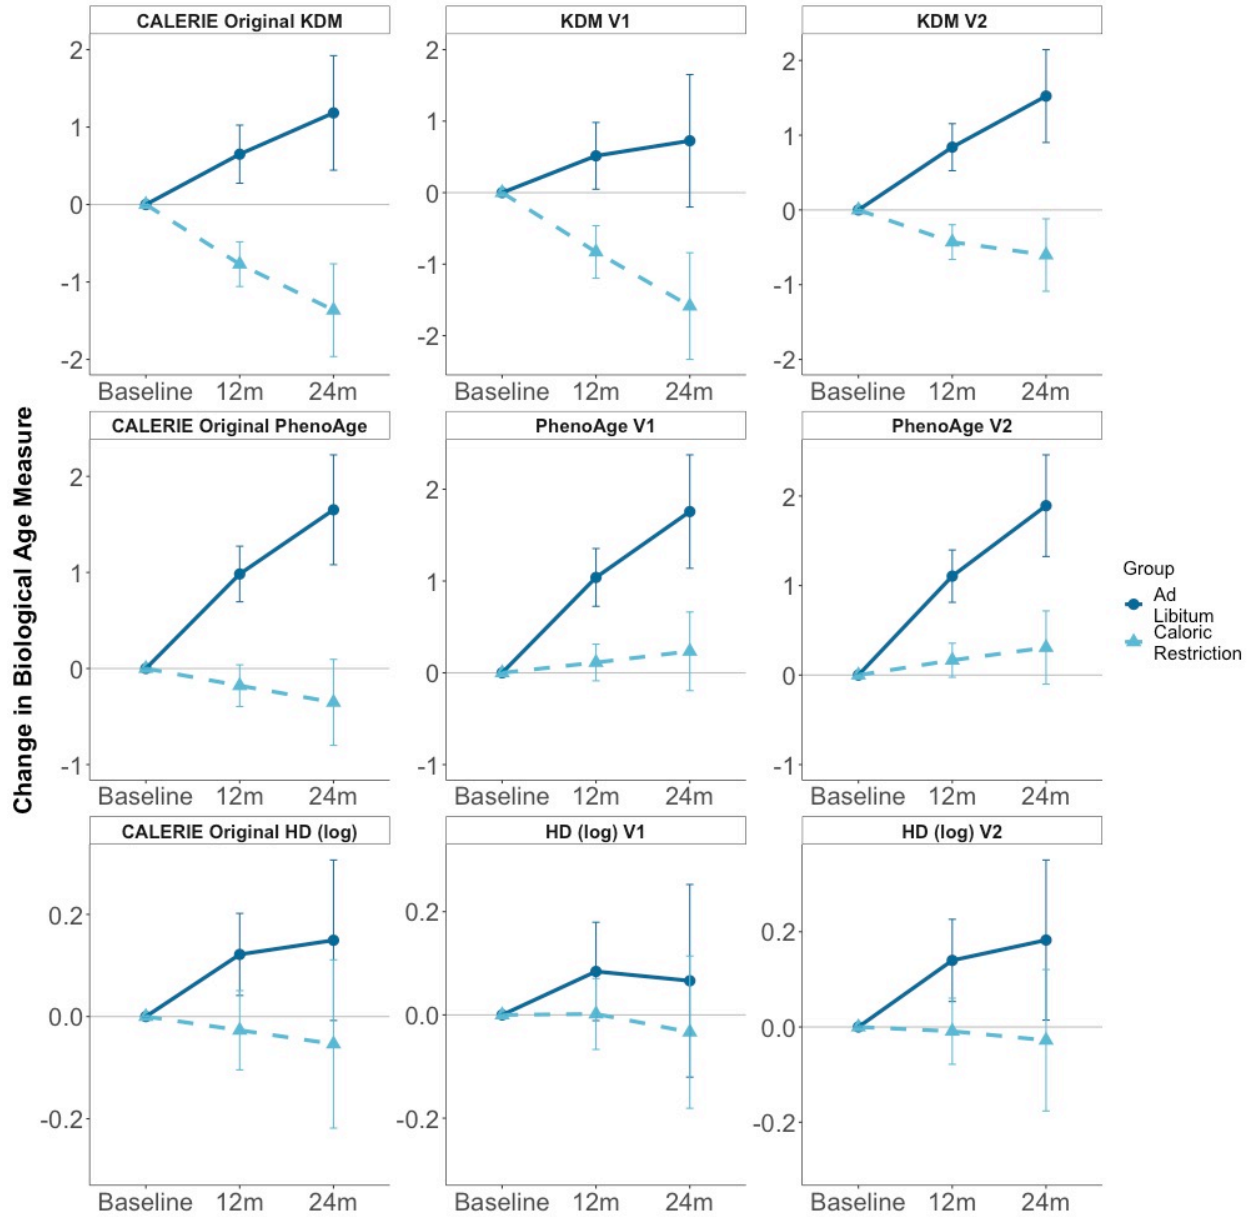 CALERIE Original KDM
KDM V1
KDM V2
2
1
0
-1
-2
Baseline 12m 24m
2
1
0
-1
-2
Baseline 12m 24m
2
1
0
-1
-2
Baseline 12m 24m
Change in Biological Age Measure
CALERIE Original PhenoAge
PhenoAge V1
PhenoAge V2
2
1
0
-1
Baseline 12m 24m
2
1
0
-1
Baseline 12m 24m
2
1
0
-1
Baseline 12m 24m
Group
Ad
Libitum
Caloric
Restriction
CALERIE Original HD (log)
HD (log) V1
HD (log) V2
0.2
0.0
-0.2
Baseline 12m 24m
0.2
0.0
-0.2
Baseline 12m 24m
0.2
0.0
-0.2
Baseline 12m 24m